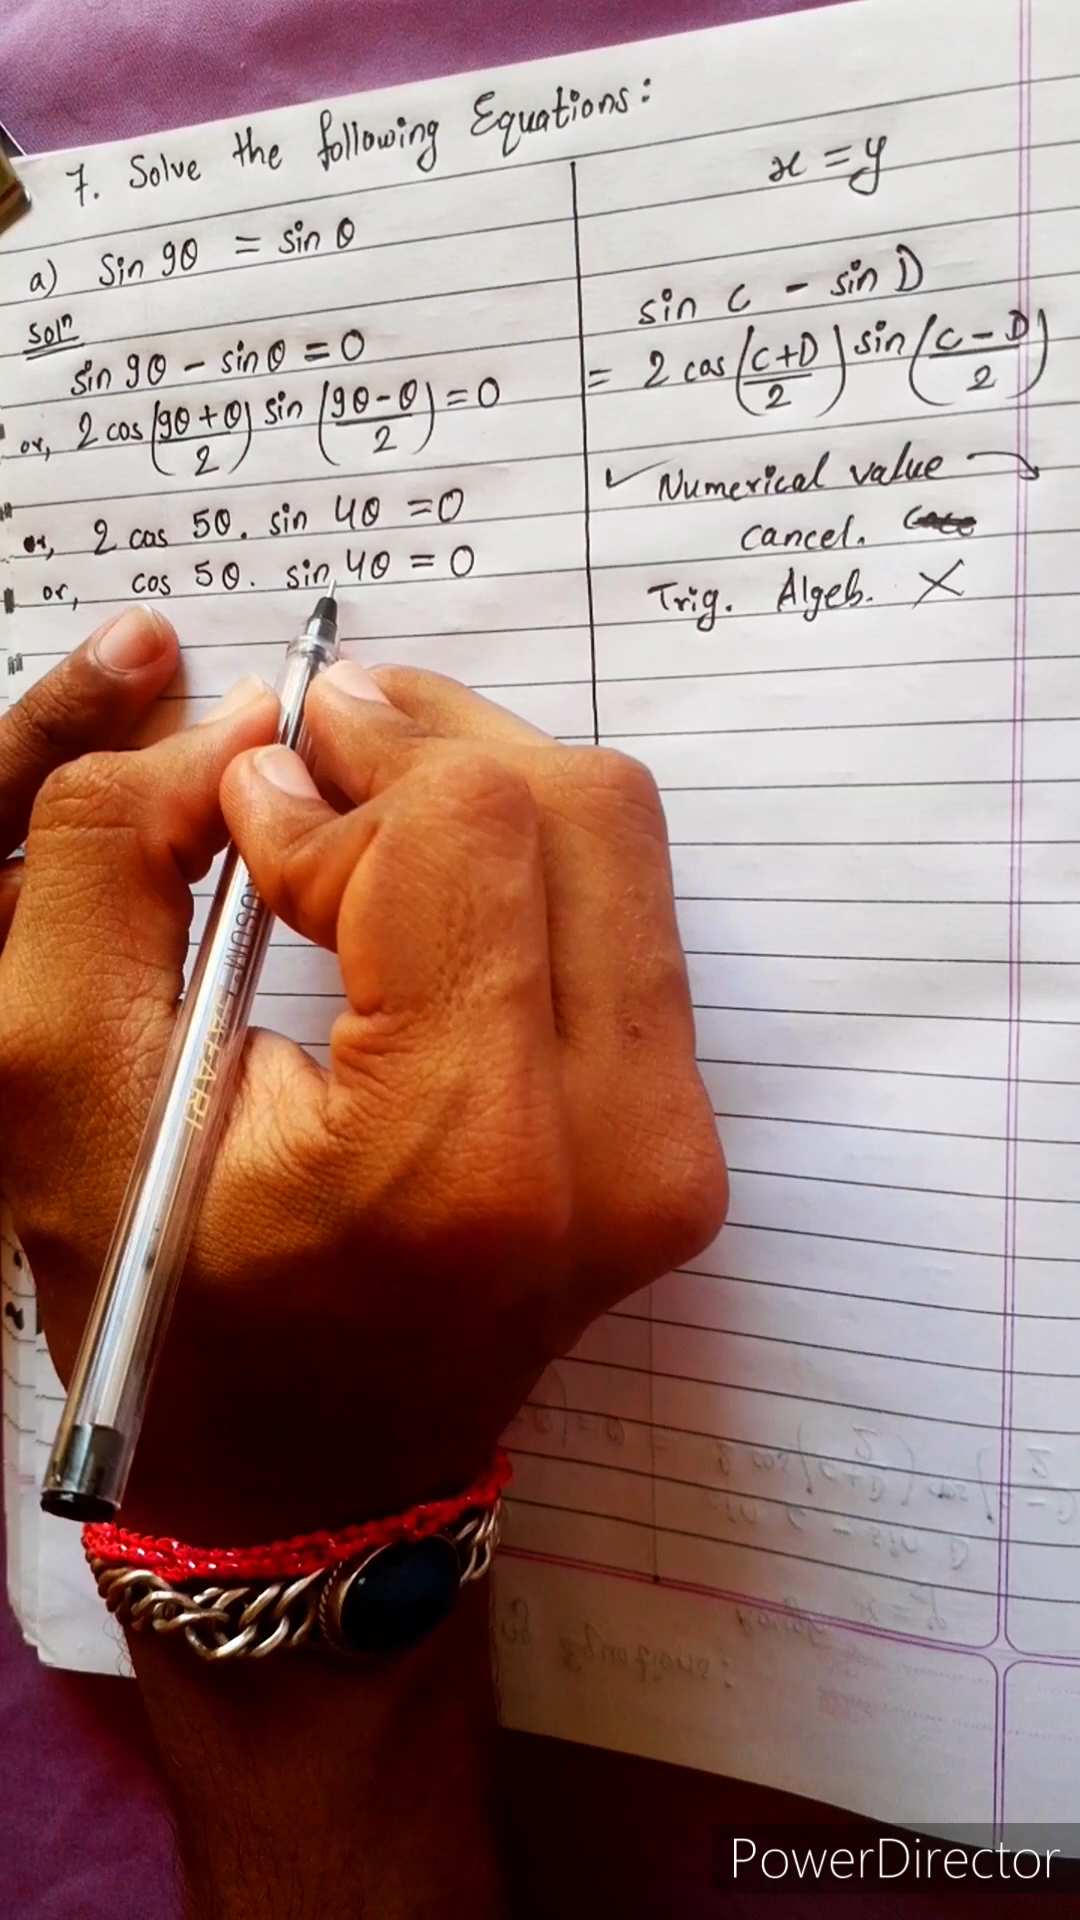 7. Solve the following Equations:
a) Sin 9θ = sin θ
Solⁿ
sin 9θ - sin θ = 0
or, 2 cos (9θ + θ / 2) sin (9θ - θ / 2) = 0
or, 2 cos 5θ. sin 4θ = 0
or, cos 5θ. sin 4θ = 0
x = y
sin C - sin D
= 2 cos (C+D / 2) sin (C - D / 2)
✓ Numerical value →
cancel.
Trig. Algeb. X
SAFARI
PowerDirector